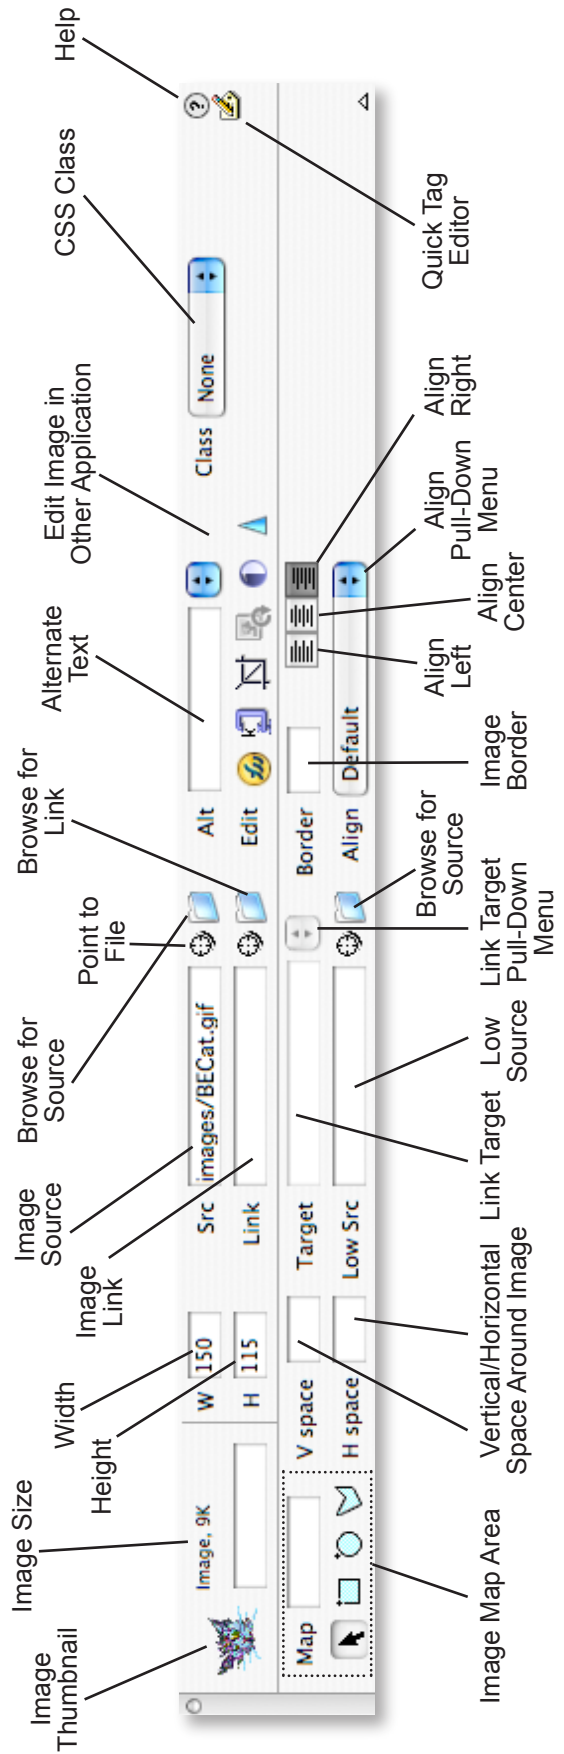 Image
Thumbnail
Image Size
Width
Height
Image
Source
Image
Link
Browse for
Source
Point to
File
Browse for
Link
Alternate
Text
Edit Image in
Other Application
CSS Class
Help
Image, 9K
W 150
Src images/BECat.gif
Alt
Class None
?
H 115
Link
Edit
Map
V space
Target
Border
H space
Low Src
Align Default
Image Map Area
Vertical/Horizontal
Space Around Image
Link Target
Low
Source
Link Target
Pull-Down
Menu
Browse for
Source
Image
Border
Align
Left
Align
Center
Align
Pull-Down
Menu
Align
Right
Quick Tag
Editor